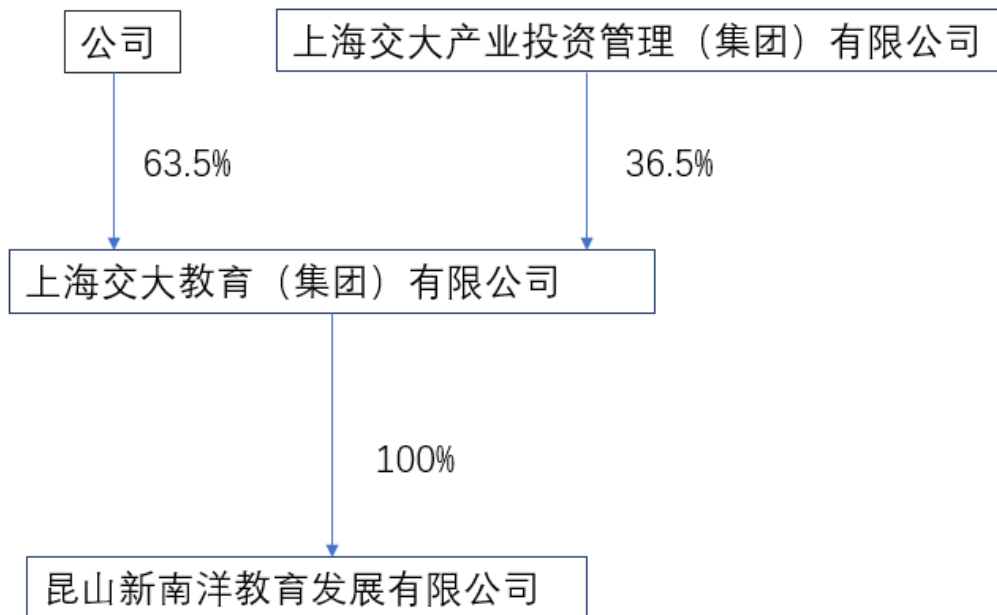 公司
上海交大产业投资管理（集团）有限公司
63.5%
36.5%
上海交大教育（集团）有限公司
100%
昆山新南洋教育发展有限公司